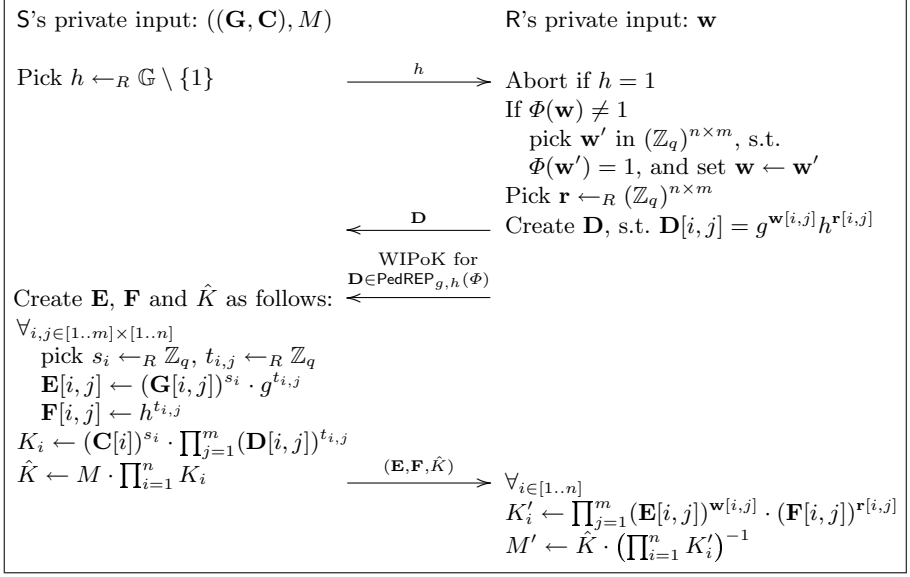 S's private input: ((G, C), M)
R's private input: w
Pick h ←_R 𝔾 \ {1}
h
Abort if h = 1
If Φ(w) ≠ 1
pick w′ in (ℤ_q)^{n×m}, s.t.
Φ(w′) = 1, and set w ← w′
Pick r ←_R (ℤ_q)^{n×m}
D
Create D, s.t. D[i, j] = g^{w[i,j]} h^{r[i,j]}
WIPoK for
D∈PedREP_{g,h}(Φ)
Create E, F and K̂ as follows:
∀_{i,j∈[1..m]×[1..n]}
pick s_i ←_R ℤ_q, t_{i,j} ←_R ℤ_q
E[i, j] ← (G[i, j])^{s_i} · g^{t_{i,j}}
F[i, j] ← h^{t_{i,j}}
K_i ← (C[i])^{s_i} · ∏_{j=1}^{m} (D[i, j])^{t_{i,j}}
K̂ ← M · ∏_{i=1}^{n} K_i
(E,F,K̂)
∀_{i∈[1..n]}
K′_i ← ∏_{j=1}^{m} (E[i, j])^{w[i,j]} · (F[i, j])^{r[i,j]}
M′ ← K̂ · (∏_{i=1}^{n} K′_i)^{−1}